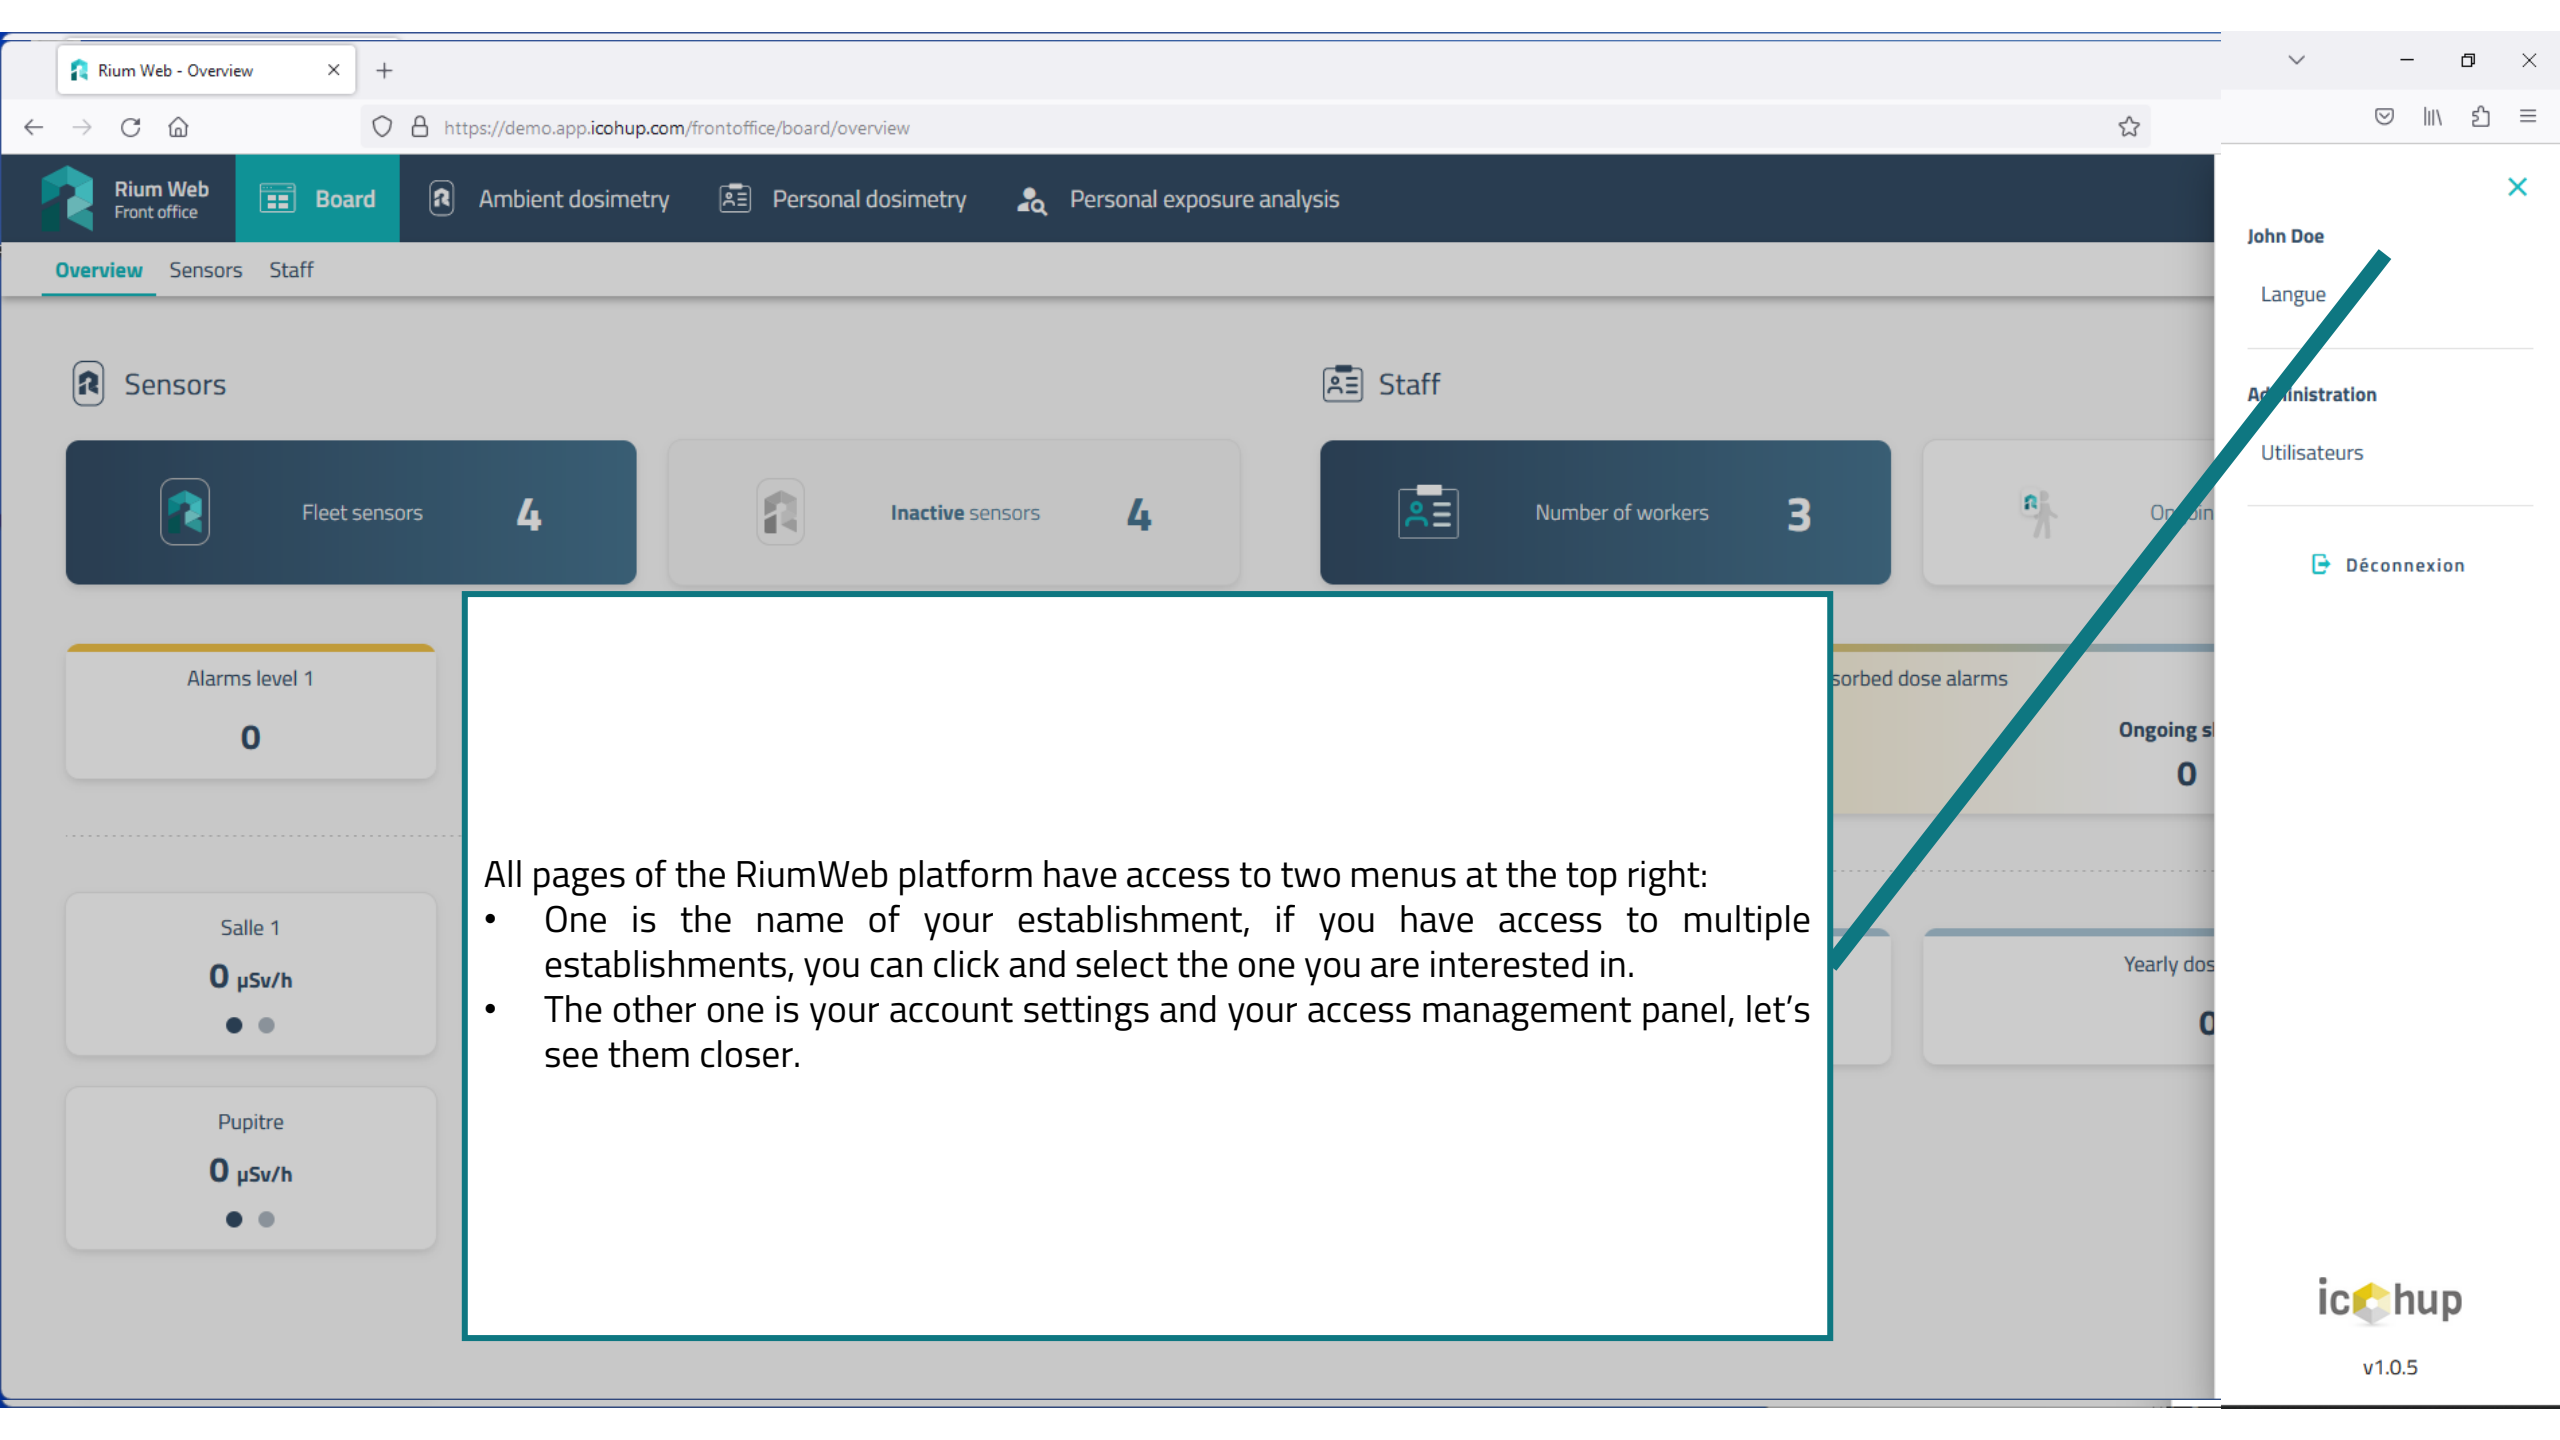 Rium Web - Overview
https://demo.app.icohup.com/frontoffice/board/overview
Rium Web
Front office
Board
Ambient dosimetry
Personal dosimetry
Personal exposure analysis
Overview Sensors Staff
Sensors
Fleet sensors 4
Inactive sensors 4
Staff
Number of workers 3
Alarms level 1
0
sorbed dose alarms
Ongoing
0
Salle 1
0 µSv/h
Pupitre
0 µSv/h
Yearly
All pages of the RiumWeb platform have access to two menus at the top right:
• One is the name of your establishment, if you have access to multiple
establishments, you can click and select the one you are interested in.
• The other one is your account settings and your access management panel, let's
see them closer.
John Doe
Langue
Administration
Utilisateurs
Déconnexion
icohup
v1.0.5